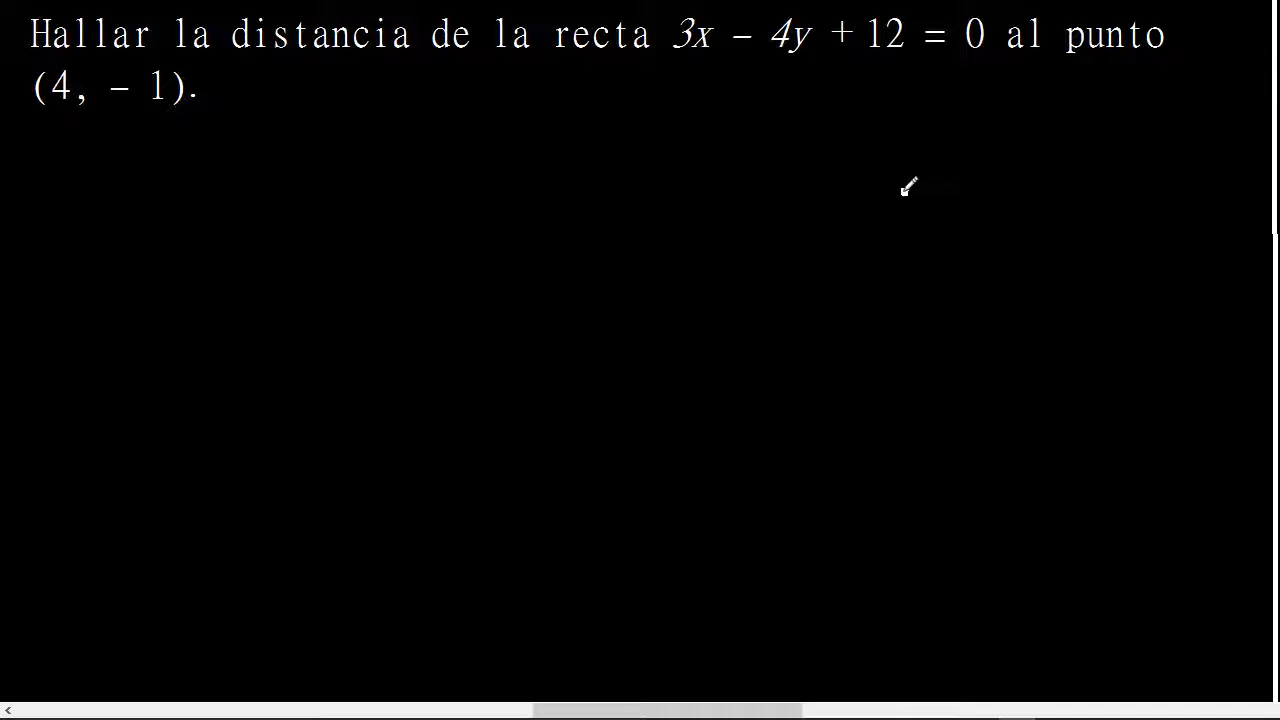 Hallar la distancia de la recta 3x - 4y + 12 = 0 al punto
(4, - 1).